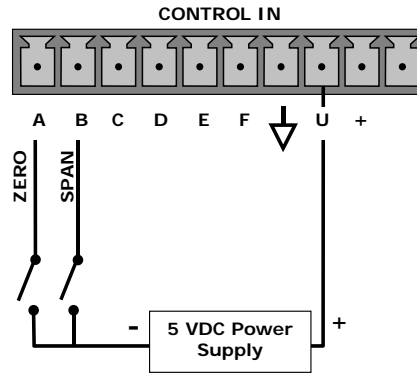 CONTROL IN
A B C D E F U +
ZERO
SPAN
- +
5 VDC Power
Supply